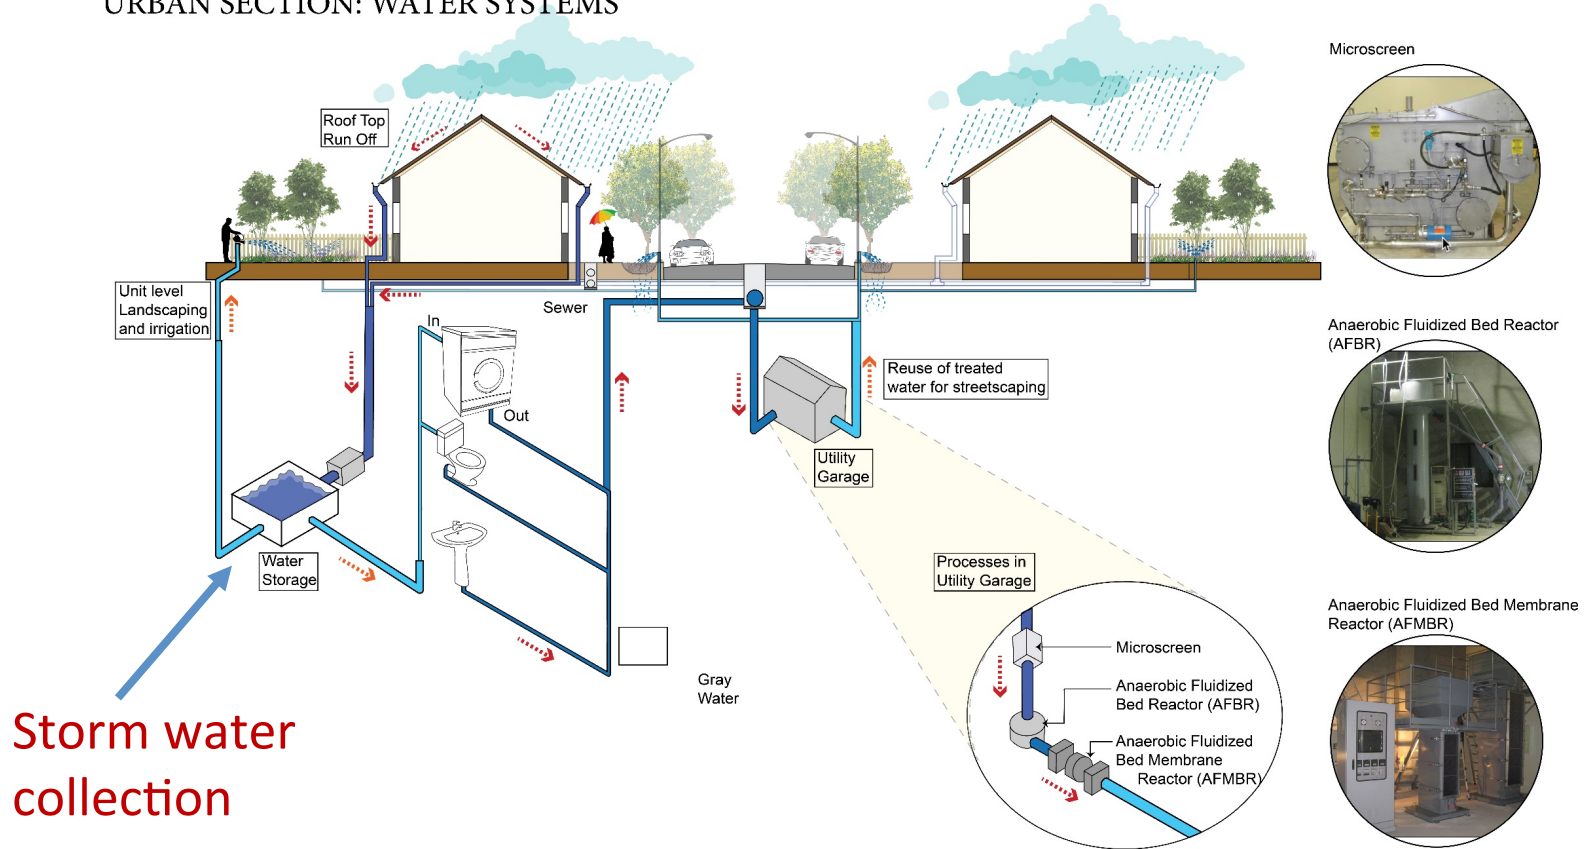 URBAN SECTION: WATER SYSTEMS
Microscreen
Roof Top
Run Off
Unit level
Landscaping
and irrigation
Sewer
In
Out
Anaerobic Fluidized Bed Reactor
(AFBR)
Reuse of treated
water for streetscaping
Utility
Garage
Water
Storage
Processes in
Utility Garage
Anaerobic Fluidized Bed Membrane
Reactor (AFMBR)
Microscreen
Anaerobic Fluidized
Bed Reactor (AFBR)
Anaerobic Fluidized
Bed Membrane
Reactor (AFMBR)
Gray
Water
Storm water
collection